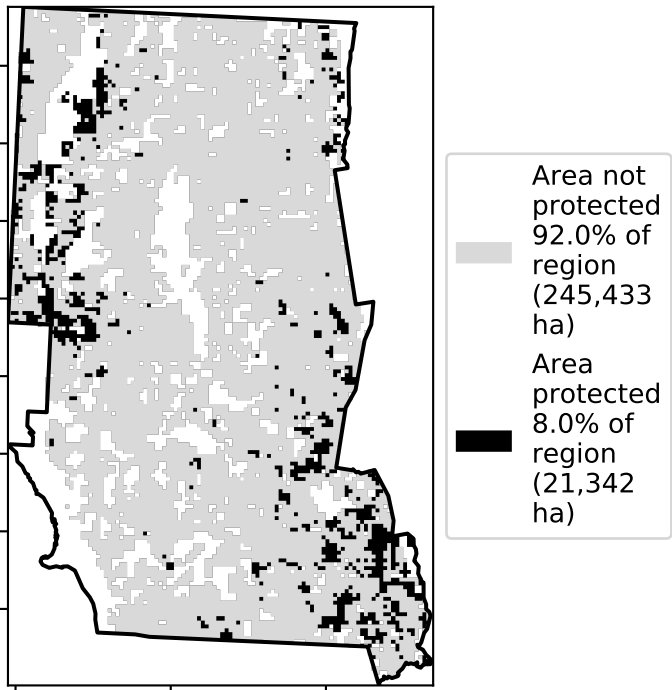 Area not
protected
92.0% of
region
(245,433
ha)
Area
protected
8.0% of
region
(21,342
ha)